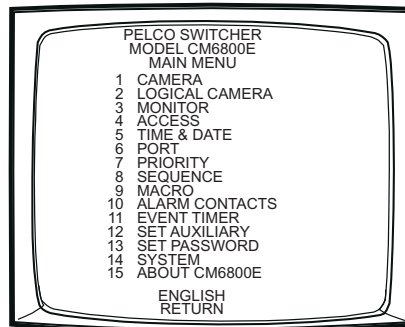 PELCO SWITCHER
MODEL CM6800E
MAIN MENU
1 CAMERA
2 LOGICAL CAMERA
3 MONITOR
4 ACCESS
5 TIME & DATE
6 PORT
7 PRIORITY
8 SEQUENCE
9 MACRO
10 ALARM CONTACTS
11 EVENT TIMER
12 SET AUXILIARY
13 SET PASSWORD
14 SYSTEM
15 ABOUT CM6800E
ENGLISH
RETURN